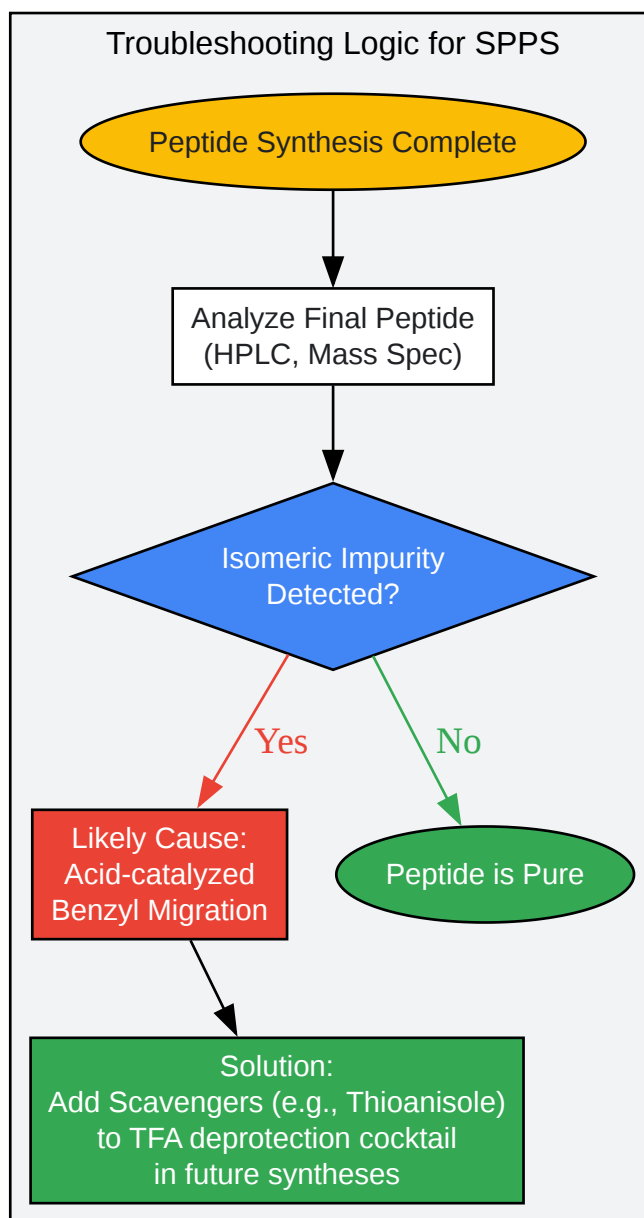 Troubleshooting Logic for SPPS
Peptide Synthesis Complete
Analyze Final Peptide
(HPLC, Mass Spec)
Isomeric Impurity
Detected?
Yes
No
Likely Cause:
Acid-catalyzed
Benzyl Migration
Peptide is Pure
Solution:
Add Scavengers (e.g., Thioanisole)
to TFA deprotection cocktail
in future syntheses